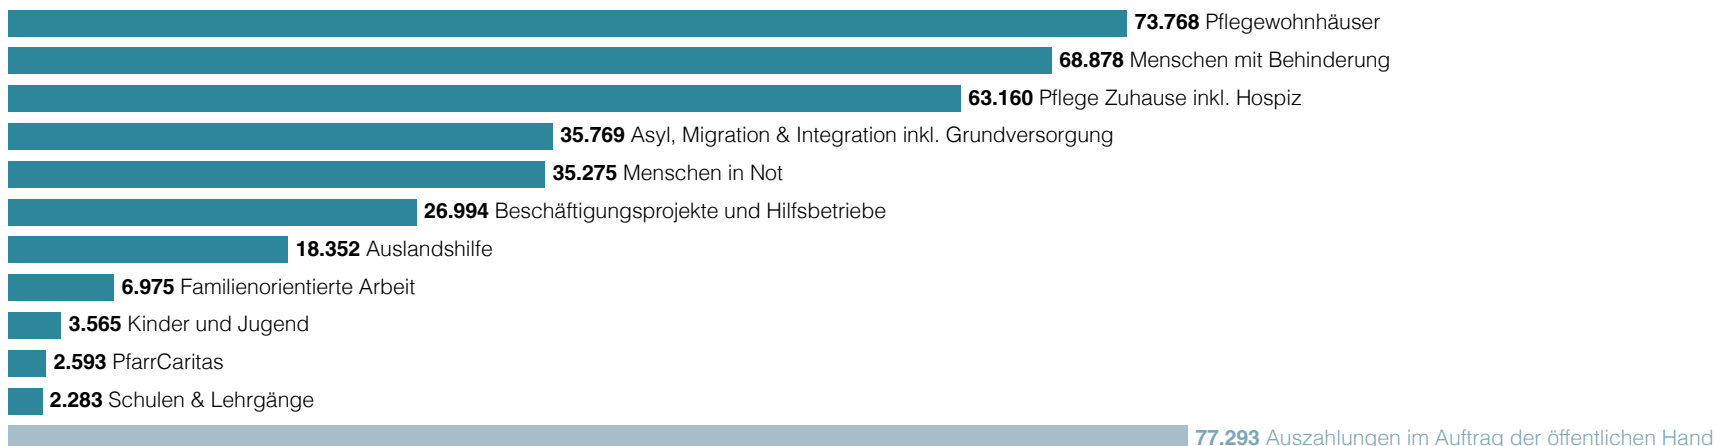 73.768 Pflegewohnhäuser
68.878 Menschen mit Behinderung
63.160 Pflege Zuhause inkl. Hospiz
35.769 Asyl, Migration & Integration inkl. Grundversorgung
35.275 Menschen in Not
26.994 Beschäftigungsprojekte und Hilfsbetriebe
18.352 Auslandshilfe
6.975 Familienorientierte Arbeit
3.565 Kinder und Jugend
2.593 PfarrCaritas
2.283 Schulen & Lehrgänge
77.293 Auszahlungen im Auftrag der öffentlichen Hand